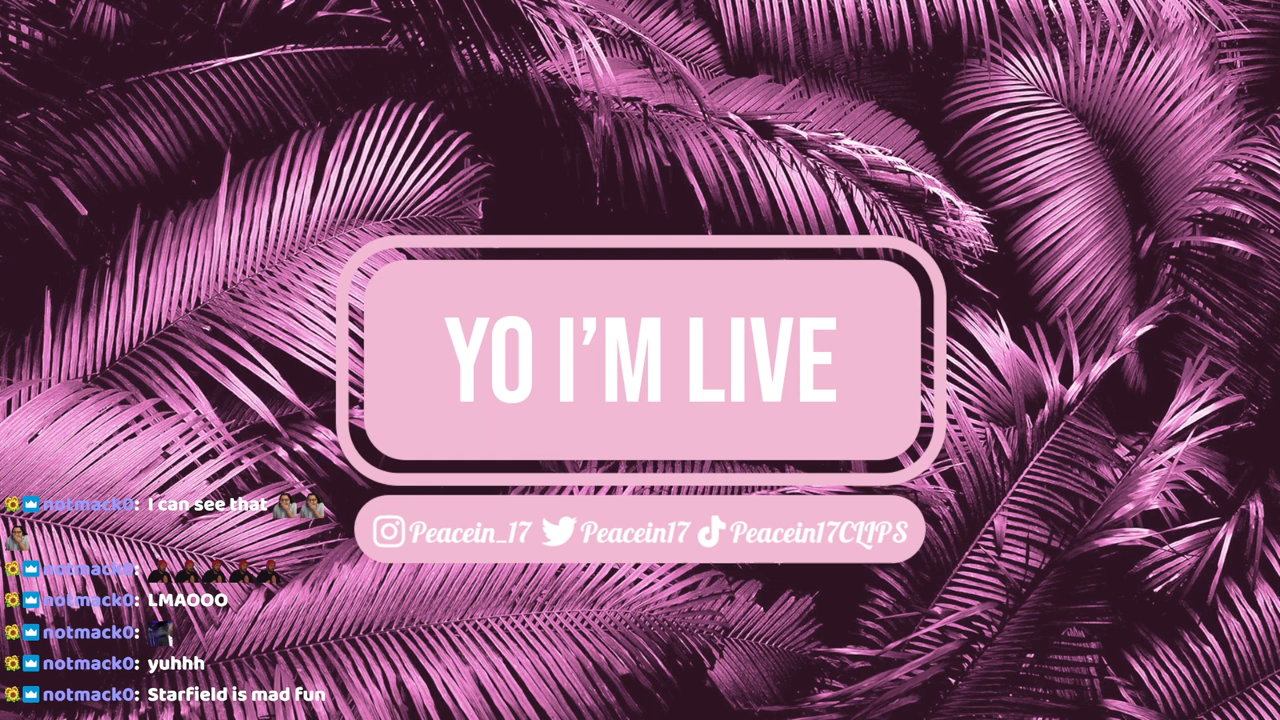 YO I'M LIVE
Peacein_17 Peacein17 Peacein17CLIPS
notmack0: I can see that
notmack0:
notmack0: LMAOOO
notmack0:
notmack0: yuhhh
notmack0: Starfield is mad fun